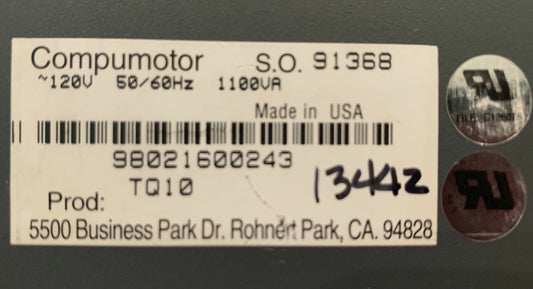 Compumotor S.O. 91368
~120V 50/60Hz 1100VA
Made in USA
98021600243
TQ10
13442
Prod:
5500 Business Park Dr. Rohnert Park, CA. 94828